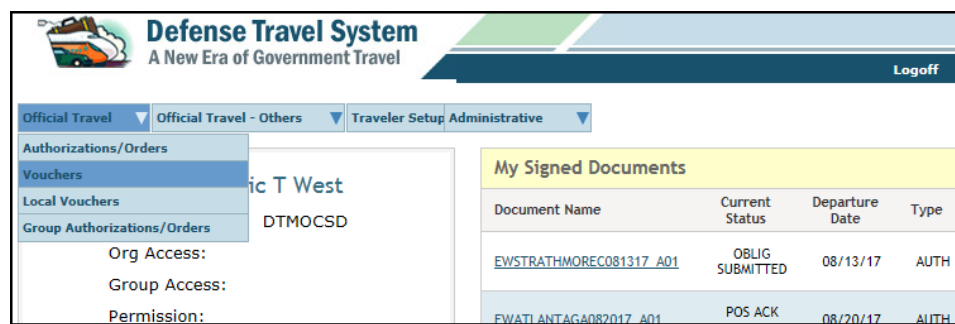 Defense Travel System
A New Era of Government Travel
Logoff
Official Travel Official Travel - Others Traveler Setup Administrative
Authorizations/Orders
Vouchers
Local Vouchers
Group Authorizations/Orders
ic T West
DTMOCSD
Org Access:
Group Access:
Permission:
My Signed Documents
Document Name Current Status Departure Date Type
EWSTRATHMOREC081317_A01 OBLIG SUBMITTED 08/13/17 AUTH
EWATLANTAGA082017_A01 POS ACK 08/20/17 AUTH